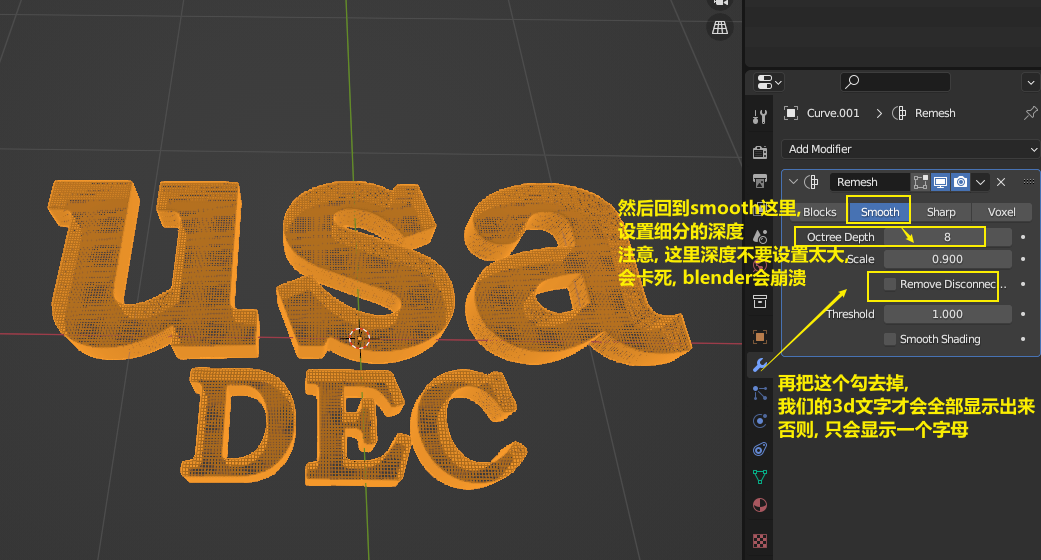 usa
DEC
Curve.001
Remesh
Add Modifier
Remesh
Blocks
Smooth
Sharp
Voxel
然后回到smooth这里,
设置细分的深度
注意, 这里深度不要设置太大,
会卡死, blender会崩溃
Octree Depth
8
Scale
0.900
Remove Disconnec...
Threshold
1.000
Smooth Shading
再把这个勾去掉,
我们的3d文字才会全部显示出来
否则, 只会显示一个字母